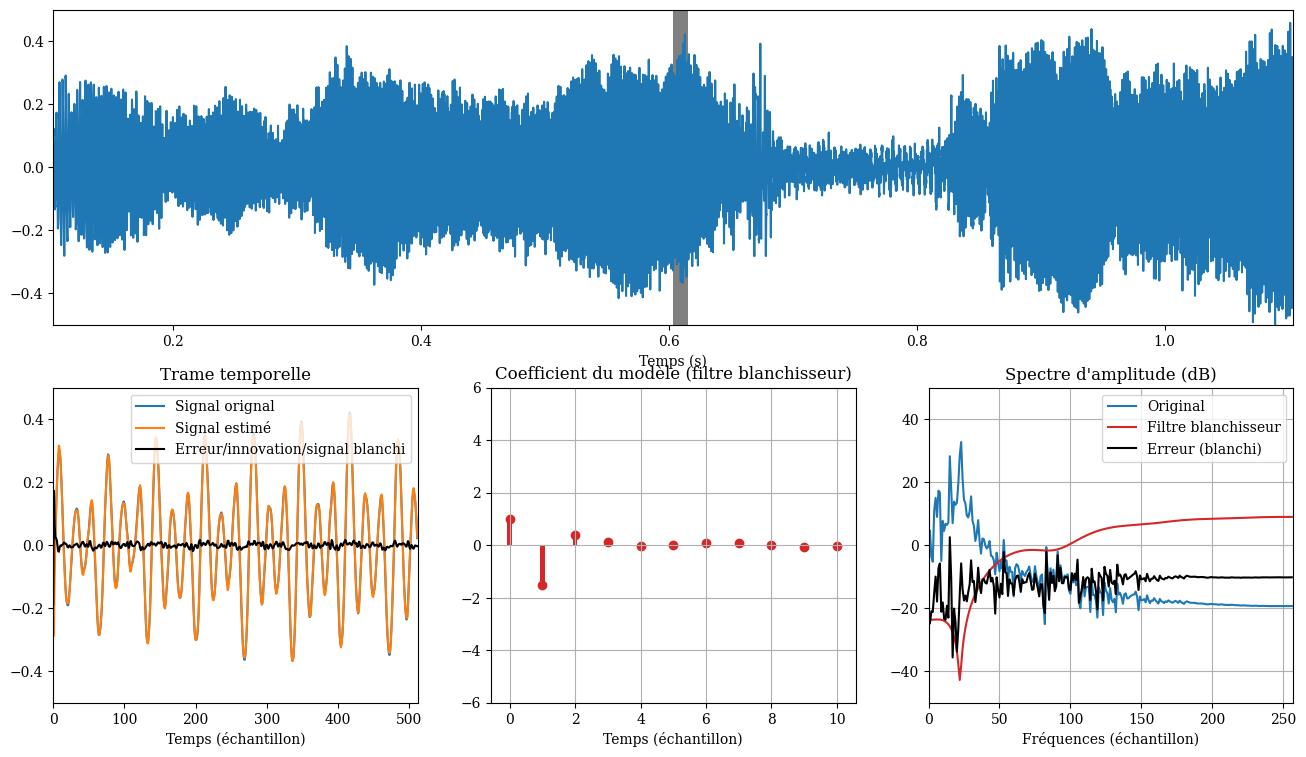 0.4
0.2
0.0
−0.2
−0.4
0.2 0.4 0.6 0.8 1.0
Temps (s)
Trame temporelle
0.4
0.2
0.0
−0.2
−0.4
Signal orignal
Signal estimé
Erreur/innovation/signal blanchi
0 100 200 300 400 500
Temps (échantillon)
Coefficient du modèle (filtre blanchisseur)
6
4
2
0
−2
−4
−6
0 2 4 6 8 10
Temps (échantillon)
Spectre d'amplitude (dB)
40
20
0
−20
−40
Original
Filtre blanchisseur
Erreur (blanchi)
0 50 100 150 200 250
Fréquences (échantillon)